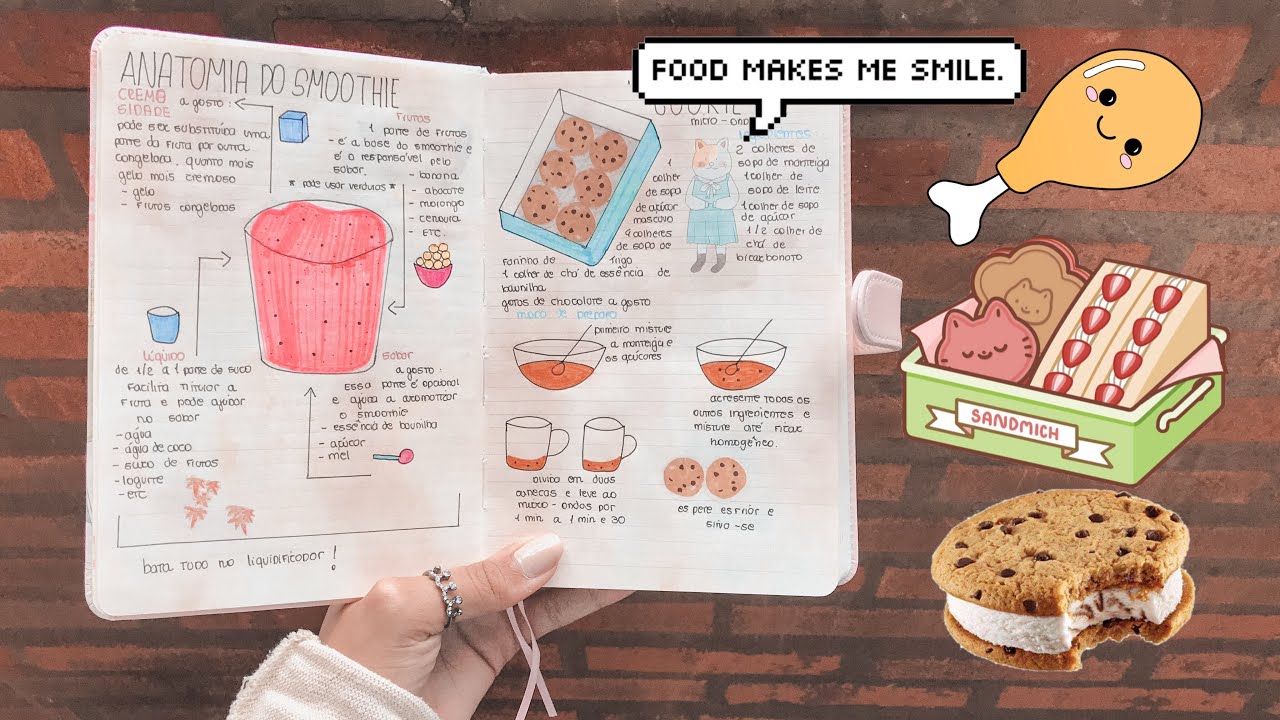 ANATOMIA DO SMOOTHIE
CREMO
SIDADE
a gosto:
pode ser substituída uma
parte da fruta por outra
congelada, quanto mais
gelo mais cremoso
- gelo
- frutas congeladas
frutas
1 parte de frutas
- é a base do smoothie e
é o responsável pelo
sabor.
* pode usar verduras *
- banana
- abacate
- morango
- cenoura
- etc.
líquido
de 1/2 a 1 parte de suco
facilita triturar a
fruta e pode ajudar
no sabor
- água
- água de coco
- suco de frutas
- iogurte
- etc
sabor
a gosto:
essa parte é opcional
e ajuda a aromatizar
o smoothie
- essência de baunilha
- açúcar
- mel
bata tudo no liquidificador!
FOOD MAKES ME SMILE.
COOKIE
micro-ond
2 colheres de
sopa de manteiga
1 colher de
sopa de leite
1 colher de sopa
de açúcar
1/2 colher de
chá de
bicarbonato
1
colher
de sopa
de açúcar
mascavo
4 colheres
de sopa de
farinha de trigo
1 colher de chá de essência de
baunilha
gotas de chocolate a gosto
modo de preparo
primeiro misture
a manteiga e
os açúcares
acresente todos os
outros ingredientes e
misture até ficar
homogêneo.
divida em duas
canecas e leve ao
micro-ondas por
1 min a 1 min e 30
espere esfriar e
sirva-se
SANDMICH